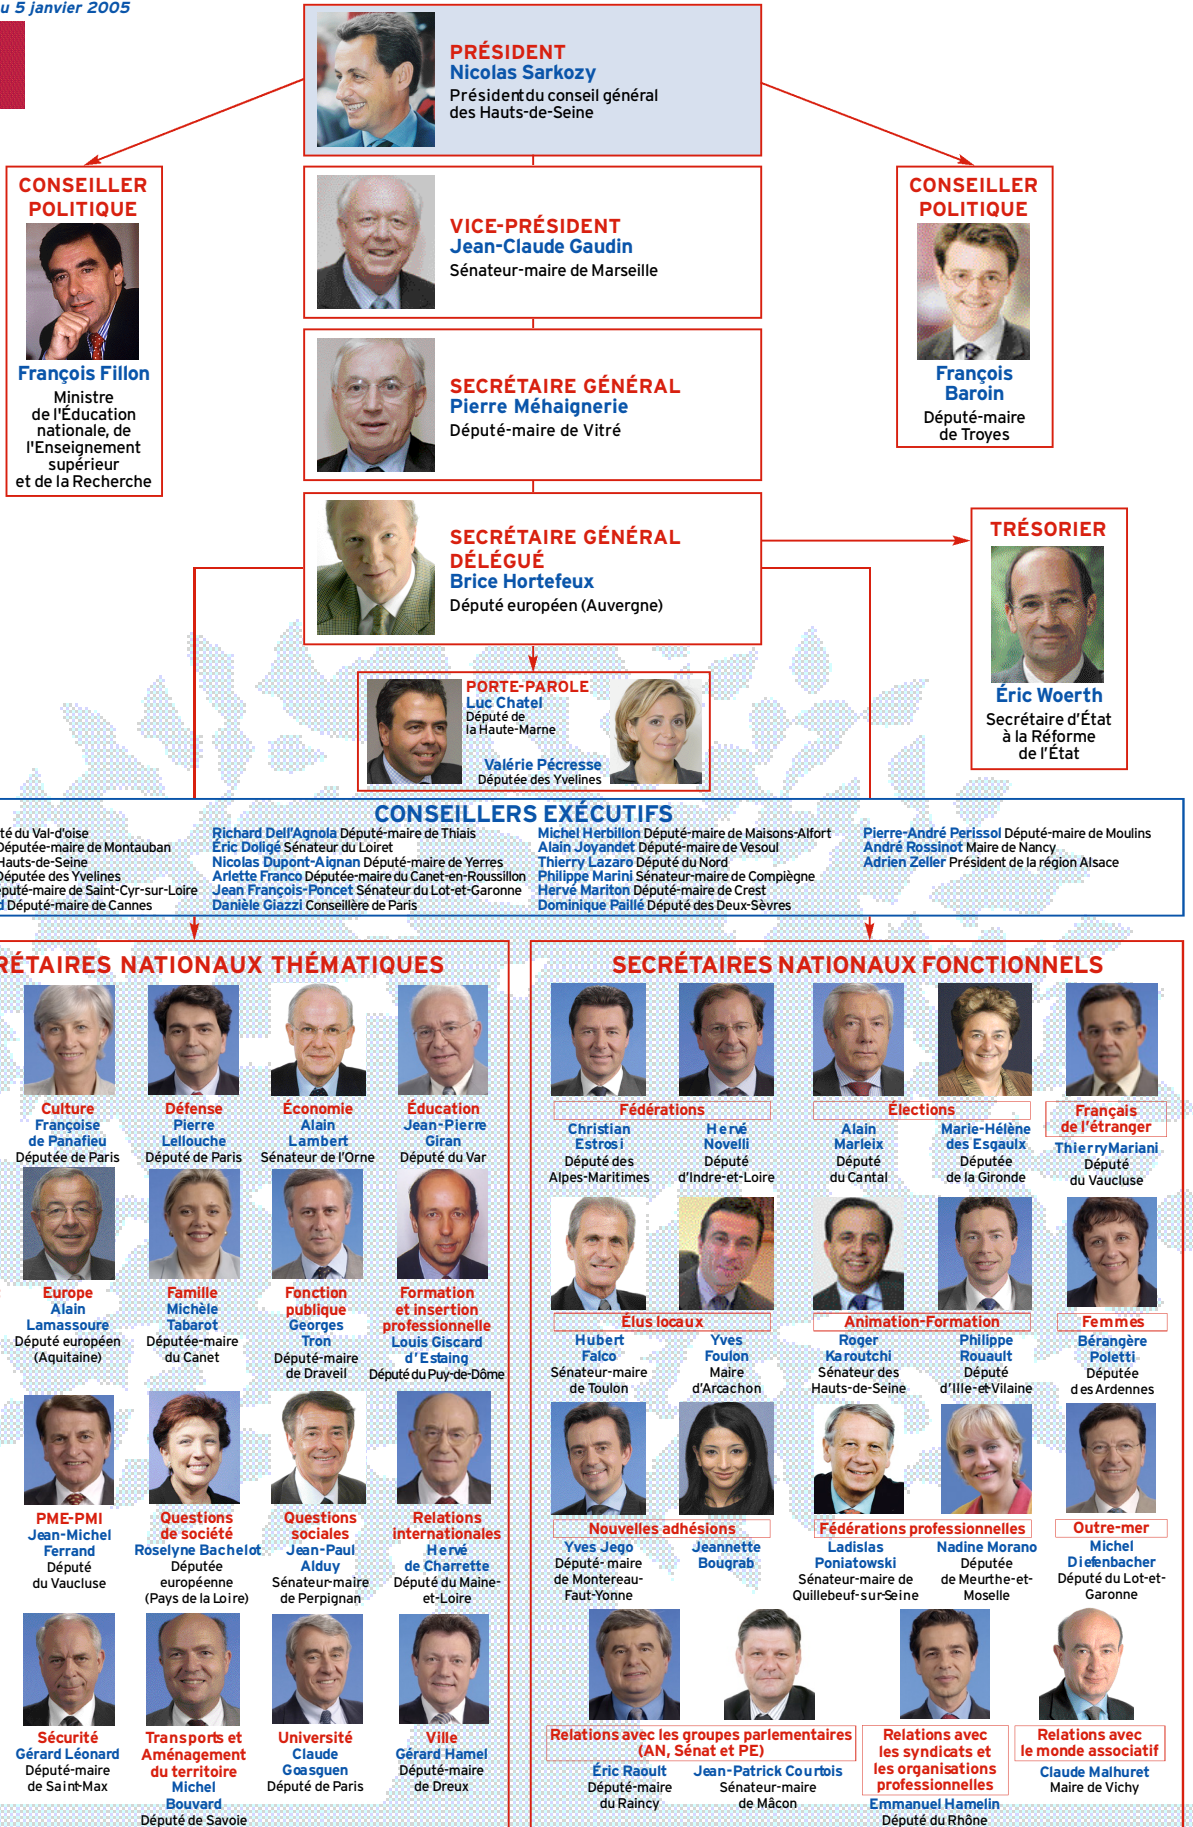 u 5 janvier 2005
PRÉSIDENT
Nicolas Sarkozy
Président du conseil général
des Hauts-de-Seine
CONSEILLER
POLITIQUE
François Fillon
Ministre
de l'Éducation
nationale, de
l'Enseignement
supérieur
et de la Recherche
VICE-PRÉSIDENT
Jean-Claude Gaudin
Sénateur-maire de Marseille
CONSEILLER
POLITIQUE
François
Baroin
Député-maire
de Troyes
SECRÉTAIRE GÉNÉRAL
Pierre Méhaignerie
Député-maire de Vitré
SECRÉTAIRE GÉNÉRAL
DÉLÉGUÉ
Brice Hortefeux
Député européen (Auvergne)
TRÉSORIER
Éric Woerth
Secrétaire d'État
à la Réforme
de l'État
PORTE-PAROLE
Luc Chatel
Député de
la Haute-Marne
Valérie Pécresse
Députée des Yvelines
CONSEILLERS EXÉCUTIFS
té du Val-d'oise
Députée-maire de Montauban
Hauts-de-Seine
Députée des Yvelines
éputé-maire de Saint-Cyr-sur-Loire
d Député-maire de Cannes
Richard Dell'Agnola Député-maire de Thiais
Éric Doligé Sénateur du Loiret
Nicolas Dupont-Aignan Député-maire de Yerres
Arlette Franco Députée-maire du Canet-en-Roussillon
Jean François-Poncet Sénateur du Lot-et-Garonne
Danièle Giazzi Conseillère de Paris
Michel Herbillon Député-maire de Maisons-Alfort
Alain Joyandet Député-maire de Vesoul
Thierry Lazaro Député du Nord
Philippe Marini Sénateur-maire de Compiègne
Hervé Mariton Député-maire de Crest
Dominique Paillé Député des Deux-Sèvres
Pierre-André Perissol Député-maire de Moulins
André Rossinot Maire de Nancy
Adrien Zeller Président de la région Alsace
RÉTAIRES NATIONAUX THÉMATIQUES
Culture
Françoise
de Panafieu
Députée de Paris
Défense
Pierre
Lellouche
Député de Paris
Économie
Alain
Lambert
Sénateur de l'Orne
Éducation
Jean-Pierre
Giran
Député du Var
Europe
Alain
Lamassoure
Député européen
(Aquitaine)
Famille
Michèle
Tabarot
Députée-maire
du Canet
Fonction
publique
Georges
Tron
Député-maire
de Draveil
Formation
et insertion
professionnelle
Louis Giscard
d'Estaing
Député du Puy-de-Dôme
PME-PMI
Jean-Michel
Ferrand
Député
du Vaucluse
Questions
de société
Roselyne Bachelot
Députée
européenne
(Pays de la Loire)
Questions
sociales
Jean-Paul
Alduy
Sénateur-maire
de Perpignan
Relations
internationales
Hervé
de Charrette
Député du Maine-
et-Loire
Sécurité
Gérard Léonard
Député-maire
de Saint-Max
Transports et
Aménagement
du territoire
Michel
Bouvard
Député de Savoie
Université
Claude
Goasguen
Député de Paris
Ville
Gérard Hamel
Député-maire
de Dreux
SECRÉTAIRES NATIONAUX FONCTIONNELS
Fédérations
Christian
Estrosi
Député des
Alpes-Maritimes
Hervé
Novelli
Député
d'Indre-et-Loire
Élections
Alain
Marleix
Député
du Cantal
Marie-Hélène
des Esgaulx
Députée
de la Gironde
Français
de l'étranger
Thierry Mariani
Député
du Vaucluse
Élus locaux
Hubert
Falco
Sénateur-maire
de Toulon
Yves
Foulon
Maire
d'Arcachon
Animation-Formation
Roger
Karoutchi
Sénateur des
Hauts-de-Seine
Philippe
Rouault
Député
d'Ille-et-Vilaine
Femmes
Bérangère
Poletti
Députée
des Ardennes
Nouvelles adhésions
Yves Jego
Député- maire
de Montereau-
Faut-Yonne
Jeannette
Bougrab
Fédérations professionnelles
Ladislas
Poniatowski
Sénateur-maire de
Quillebeuf-sur-Seine
Nadine Morano
Députée
de Meurthe-et-
Moselle
Outre-mer
Michel
Diefenbacher
Député du Lot-et-
Garonne
Relations avec les groupes parlementaires
(AN, Sénat et PE)
Éric Raoult
Député-maire
du Raincy
Jean-Patrick Courtois
Sénateur-maire
de Mâcon
Relations avec
les syndicats et
les organisations
professionnelles
Emmanuel Hamelin
Député du Rhône
Relations avec
le monde associatif
Claude Malhuret
Maire de Vichy